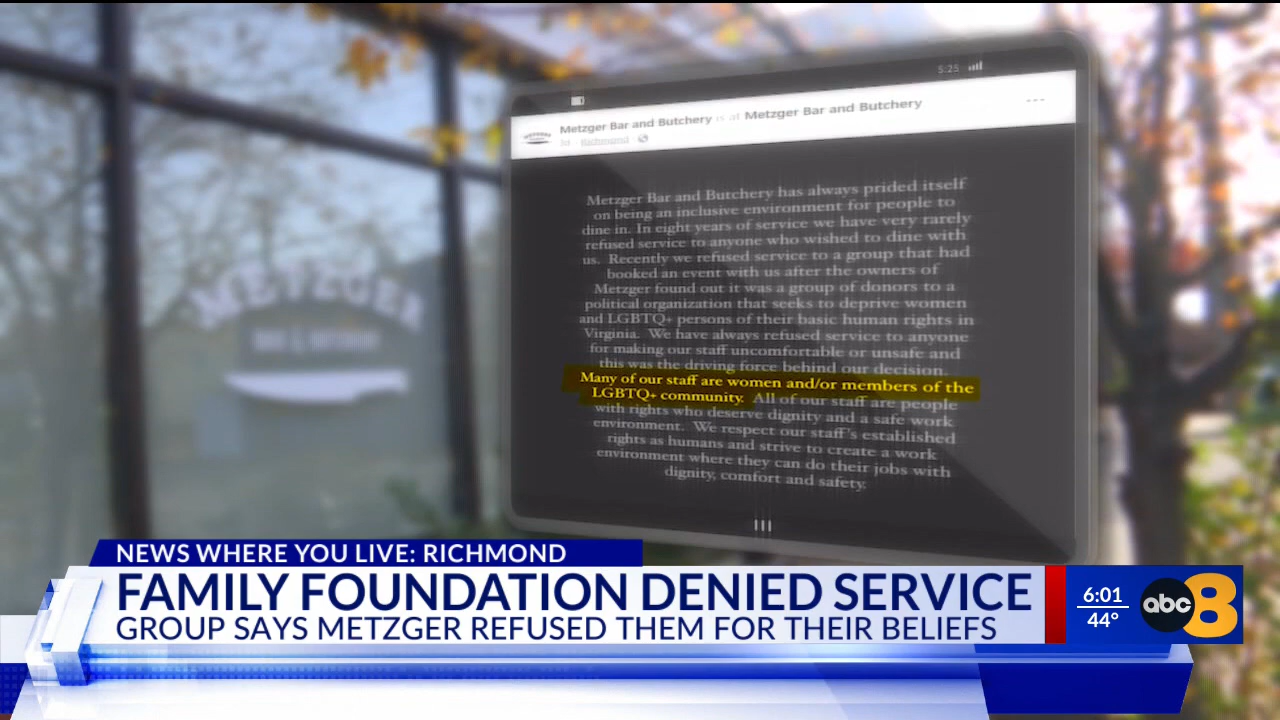 5:25
Metzger Bar and Butchery is at Metzger Bar and Butchery
Richmond
METZGER
Metzger Bar and Butchery has always prided itself
on being an inclusive environment for people to
dine in. In eight years of service we have very rarely
refused service to anyone who wished to dine with
us. Recently we refused service to a group that had
booked an event with us after the owners of
Metzger found out it was a group of donors to a
political organization that seeks to deprive women
and LGBTQ+ persons of their basic human rights in
Virginia. We have always refused service to anyone
for making our staff uncomfortable or unsafe and
this was the driving force behind our decision.
Many of our staff are women and/or members of the
LGBTQ+ community. All of our staff are people
with rights who deserve dignity and a safe work
environment. We respect our staff's established
rights as humans and strive to create a work
environment where they can do their jobs with
dignity, comfort and safety.
NEWS WHERE YOU LIVE: RICHMOND
FAMILY FOUNDATION DENIED SERVICE
GROUP SAYS METZGER REFUSED THEM FOR THEIR BELIEFS
6:01
44°
abc 8